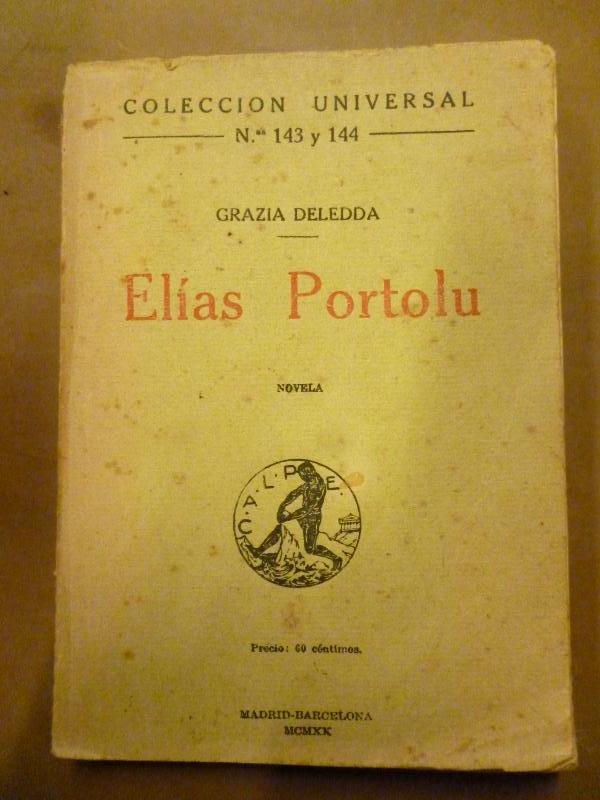 COLECCION UNIVERSAL
N.os 143 y 144
GRAZIA DELEDDA
Elías Portolu
NOVELA
C·A·L·P·E·
Precio: 60 céntimos.
MADRID-BARCELONA
MCMXX